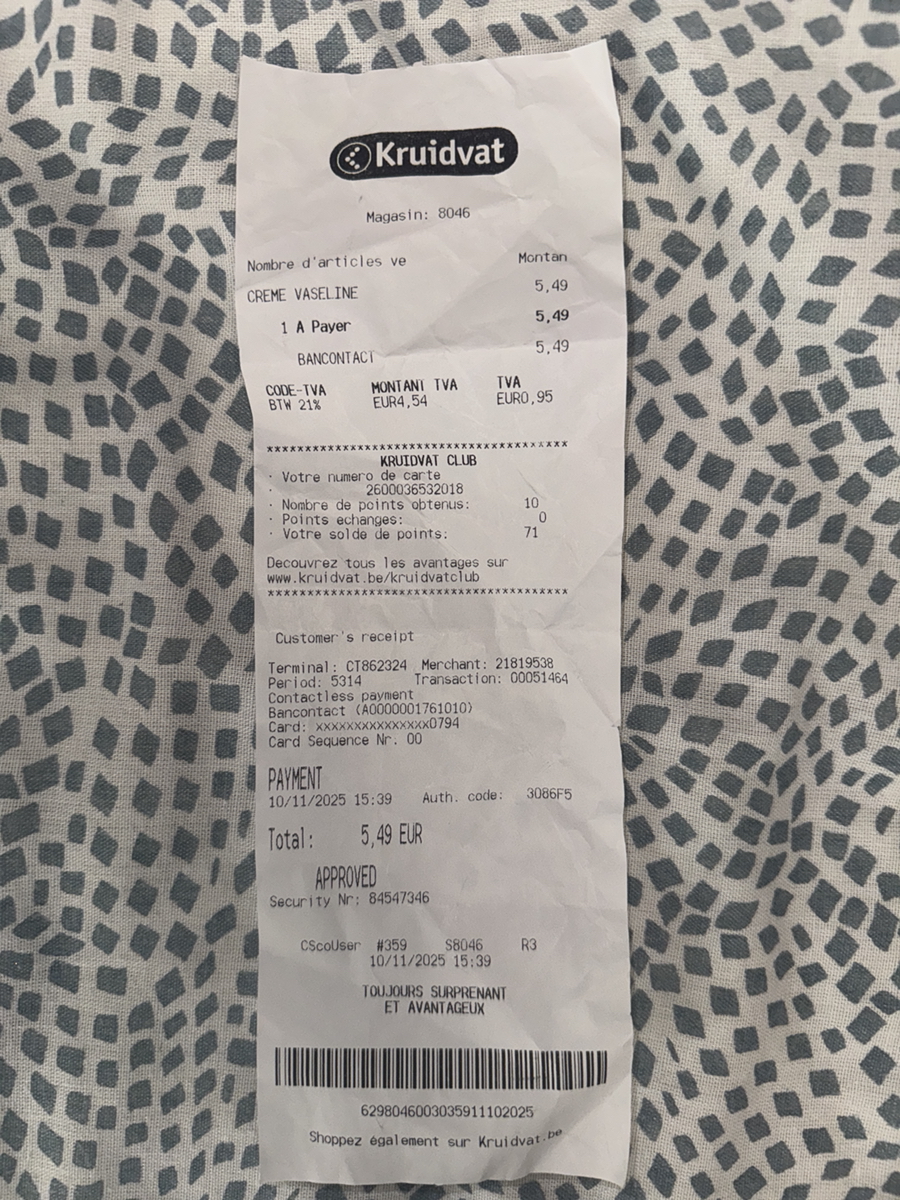 Kruidvat
Magasin: 8046
Nombre d'articles ve Montan
CREME VASELINE 5,49
1 A Payer 5,49
BANCONTACT 5,49
CODE-TVA MONTANT TVA TVA
BTW 21% EUR4,54 EUR0,95
***************************************
KRUIDVAT CLUB
· Votre numero de carte
· 2600036532018
· Nombre de points obtenus: 10
· Points echanges: 0
· Votre solde de points: 71
Decouvrez tous les avantages sur
www.kruidvat.be/kruidvatclub
***************************************
Customer's receipt
Terminal: CT862324 Merchant: 21819538
Period: 5314 Transaction: 00051464
Contactless payment
Bancontact (A0000001761010)
Card: xxxxxxxxxxxxxxx0794
Card Sequence Nr. 00
PAYMENT
10/11/2025 15:39 Auth. code: 3086F5
Total: 5,49 EUR
APPROVED
Security Nr: 84547346
CScoUser #359 S8046 R3
10/11/2025 15:39
TOUJOURS SURPRENANT
ET AVANTAGEUX
6298046003035911102025
Shoppez également sur Kruidvat.be